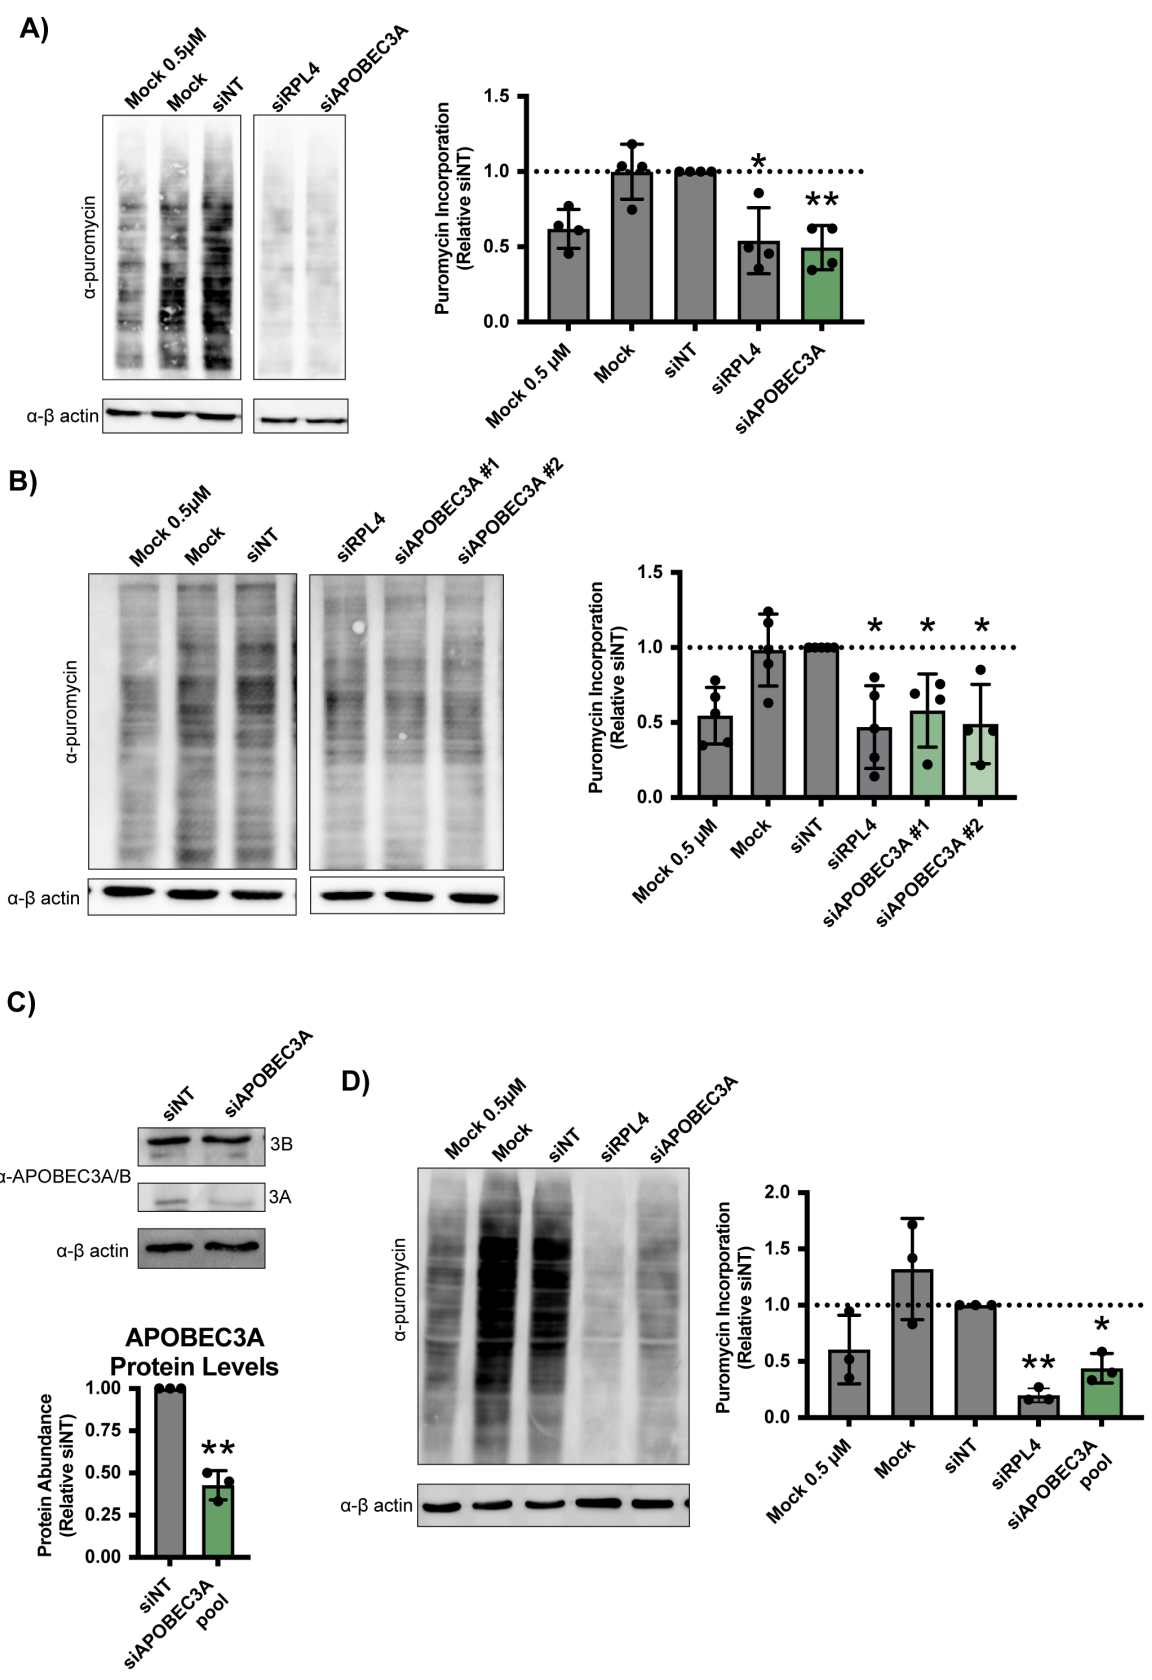 A)
Mock 0.5µM
Mock
siNT
siRPL4
siAPOBEC3A
α-puromycin
α-β actin
Puromycin Incorporation
(Relative siNT)
1.5
1.0
0.5
0.0
*
**
Mock 0.5 µM
Mock
siNT
siRPL4
siAPOBEC3A
B)
Mock 0.5µM
Mock
siNT
siRPL4
siAPOBEC3A #1
siAPOBEC3A #2
α-puromycin
α-β actin
Puromycin Incorporation
(Relative siNT)
1.5
1.0
0.5
0.0
*
*
*
Mock 0.5 µM
Mock
siNT
siRPL4
siAPOBEC3A #1
siAPOBEC3A #2
C)
siNT
siAPOBEC3A
3B
α-APOBEC3A/B
3A
α-β actin
APOBEC3A
Protein Levels
Protein Abundance
(Relative siNT)
1.00
0.75
0.50
0.25
0.00
**
siNT
siAPOBEC3A
pool
D)
Mock 0.5µM
Mock
siNT
siRPL4
siAPOBEC3A
α-puromycin
α-β actin
Puromycin Incorporation
(Relative siNT)
2.0
1.5
1.0
0.5
0.0
**
*
Mock 0.5 µM
Mock
siNT
siRPL4
siAPOBEC3A
pool